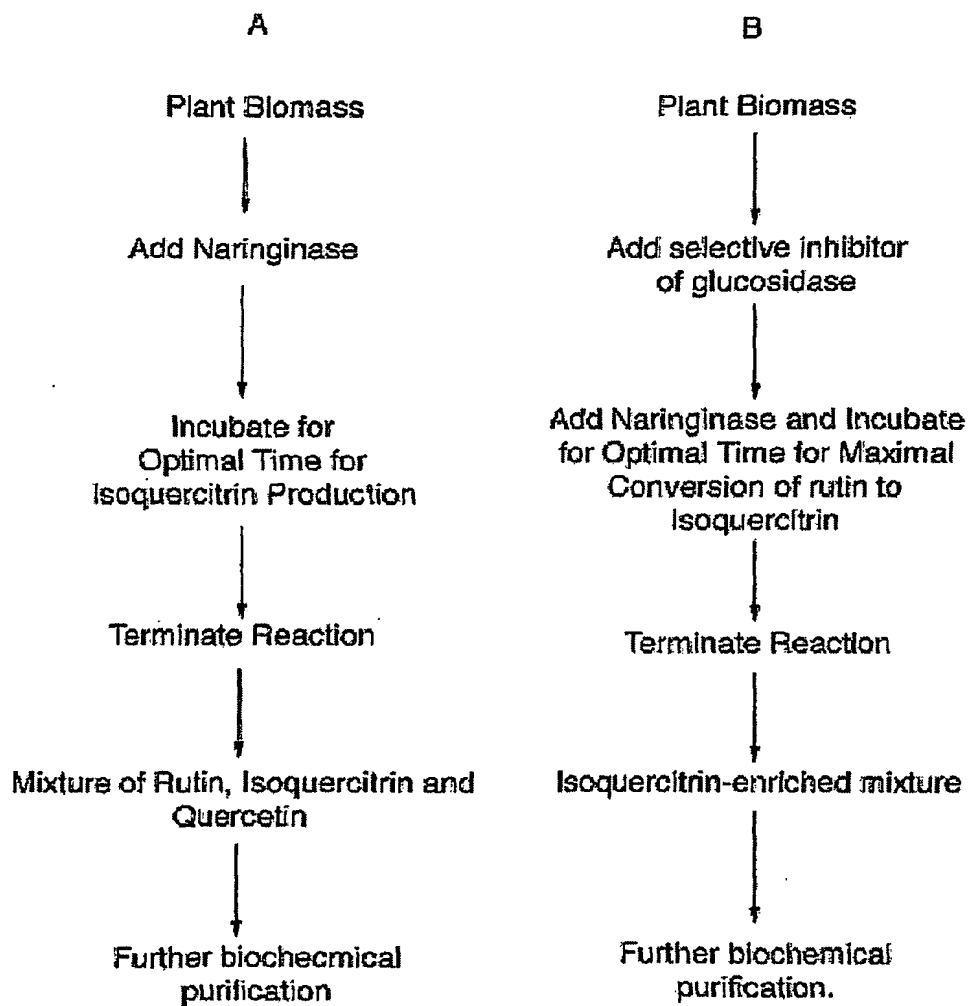 A
Plant Biomass
Add Naringinase
Incubate for
Optimal Time for
Isoquercitrin Production
Terminate Reaction
Mixture of Rutin, Isoquercitrin and
Quercetin
Further biochecmical
purification
B
Plant Biomass
Add selective inhibitor
of glucosidase
Add Naringinase and Incubate
for Optimal Time for Maximal
Conversion of rutin to
Isoquercitrin
Terminate Reaction
Isoquercitrin-enriched mixture
Further biochemical
purification.